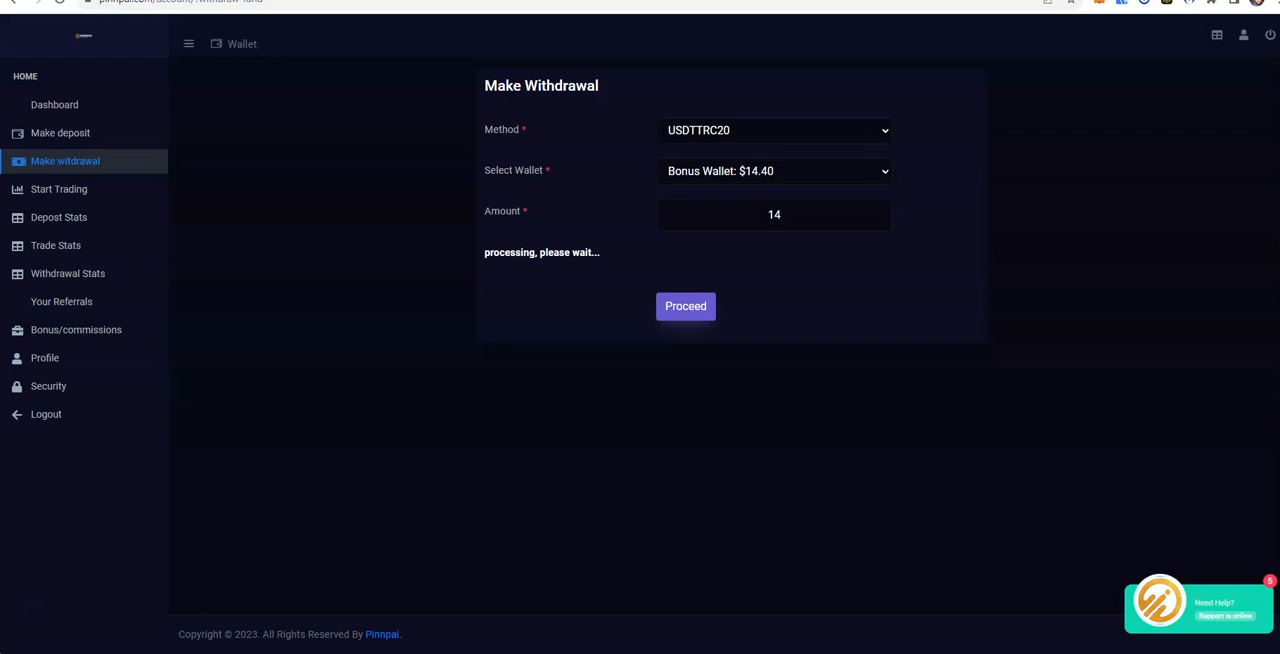 Wallet
HOME
Dashboard
Make deposit
Make witdrawal
Start Trading
Depost Stats
Trade Stats
Withdrawal Stats
Your Referrals
Bonus/commissions
Profile
Security
Logout
Make Withdrawal
Method *
USDTTRC20
Select Wallet *
Bonus Wallet: $14.40
Amount *
14
processing, please wait...
Proceed
5
Need Help?
Support is online
Copyright © 2023. All Rights Reserved By Pinnpai.